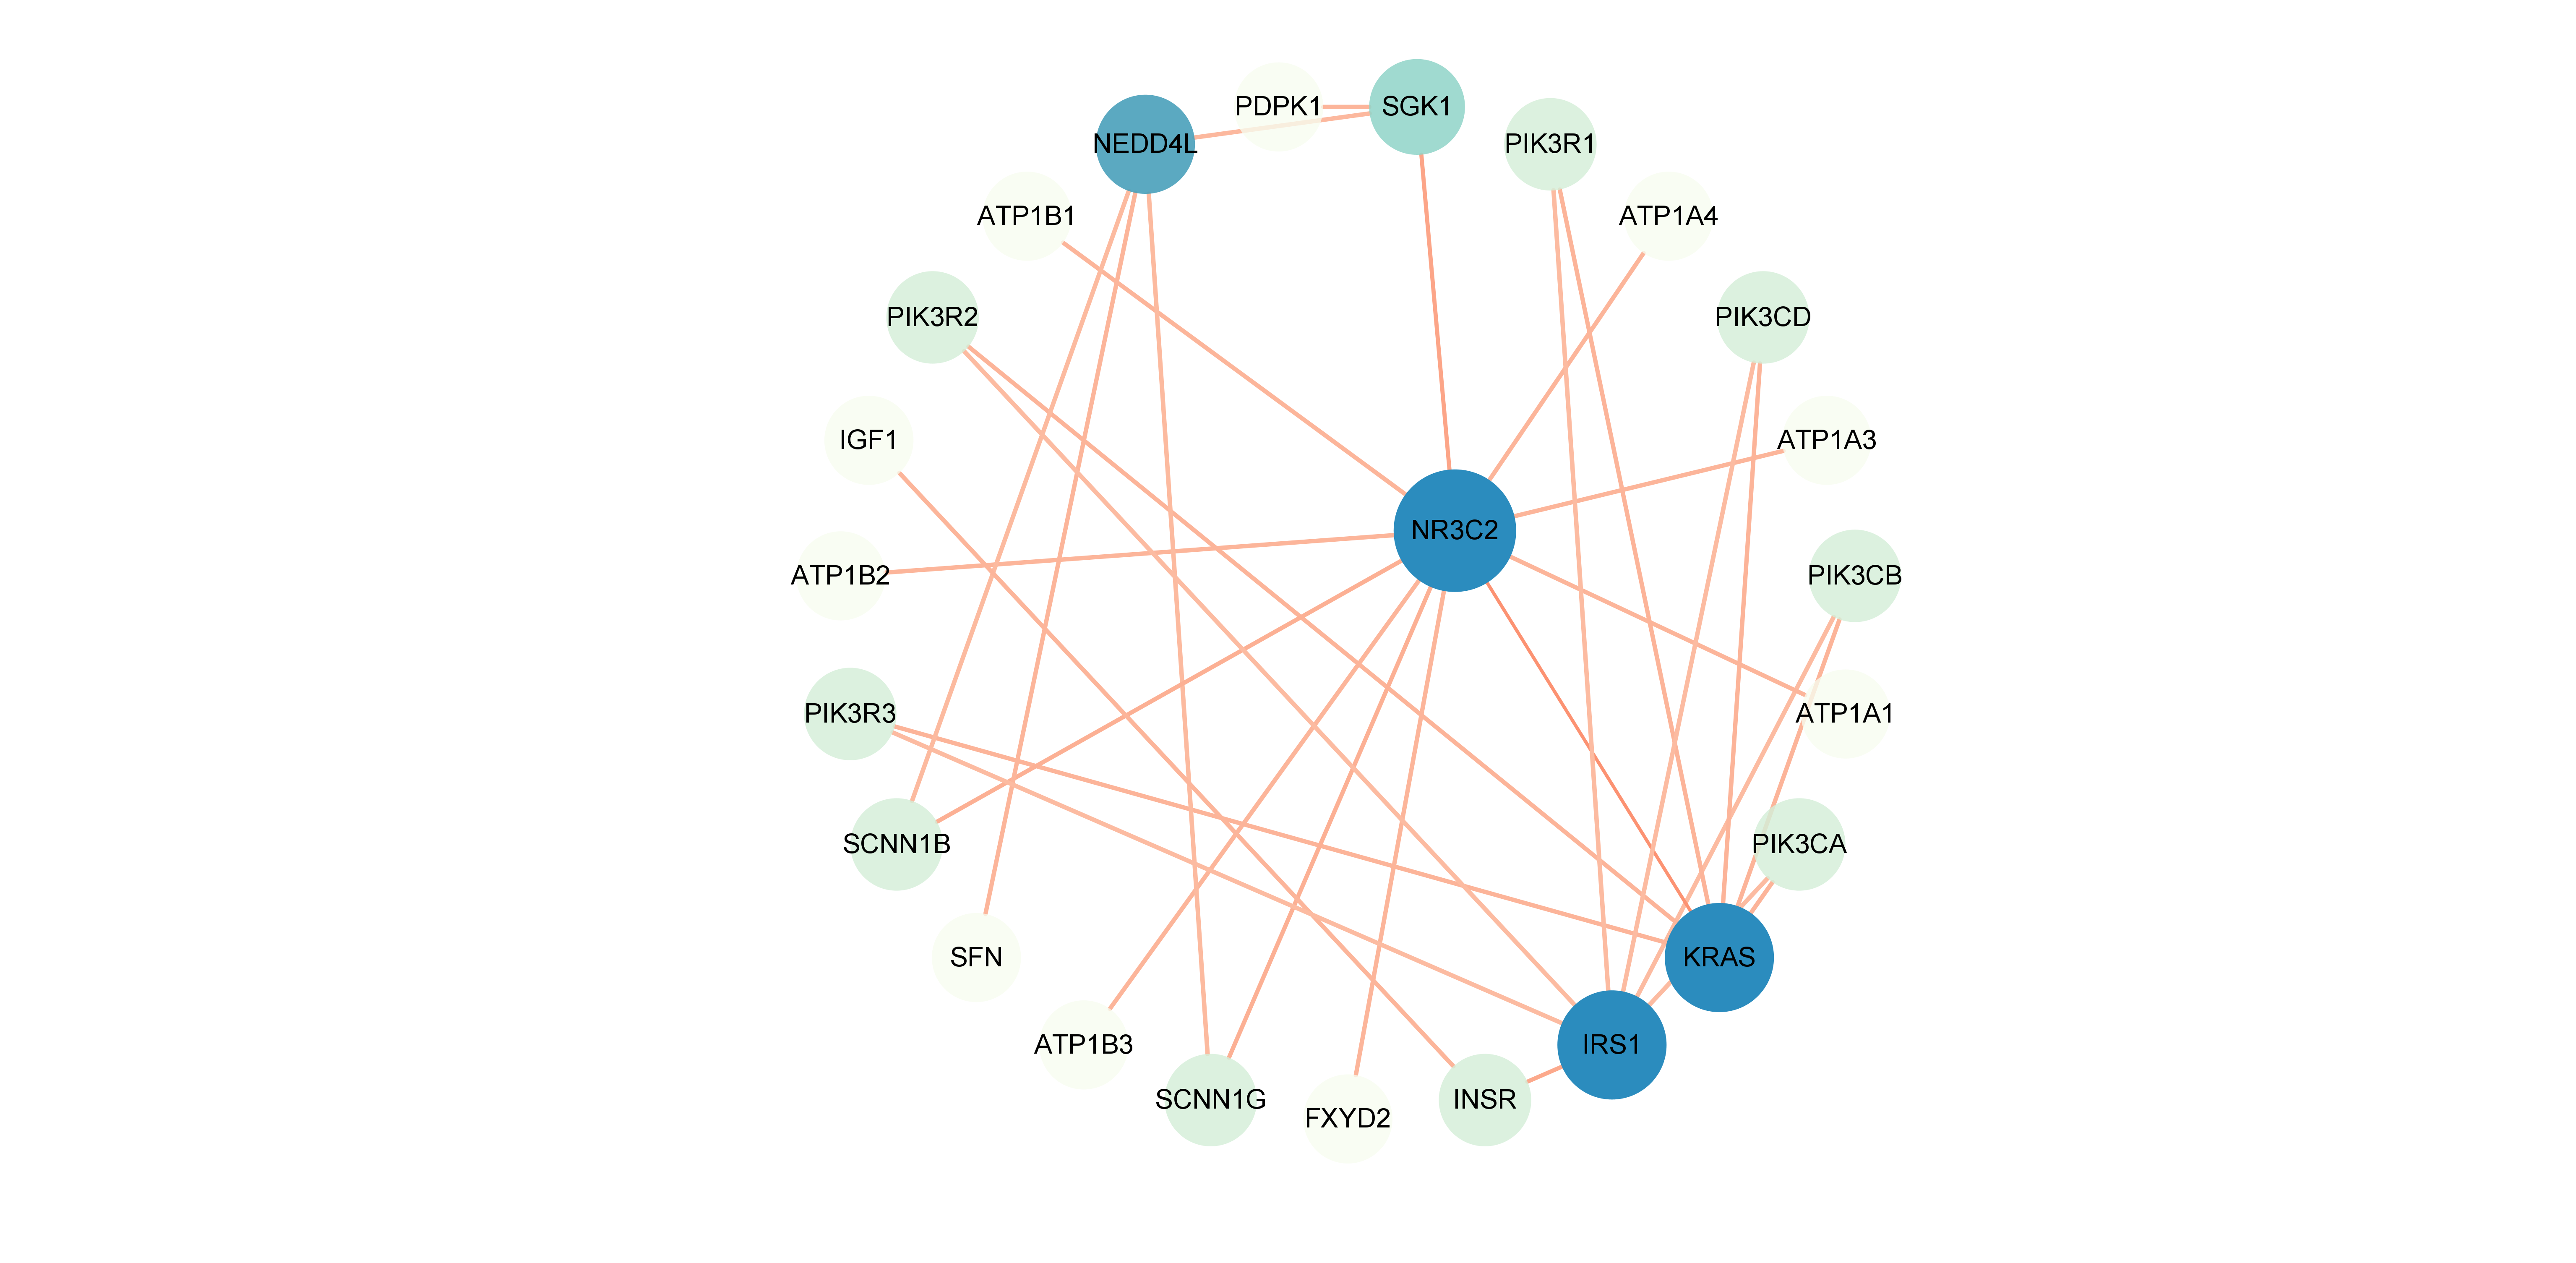 PDPK1
SGK1
NEDD4L
PIK3R1
ATP1B1
ATP1A4
PIK3R2
PIK3CD
IGF1
ATP1A3
NR3C2
ATP1B2
PIK3CB
PIK3R3
ATP1A1
SCNN1B
PIK3CA
SFN
KRAS
ATP1B3
IRS1
SCNN1G
INSR
FXYD2